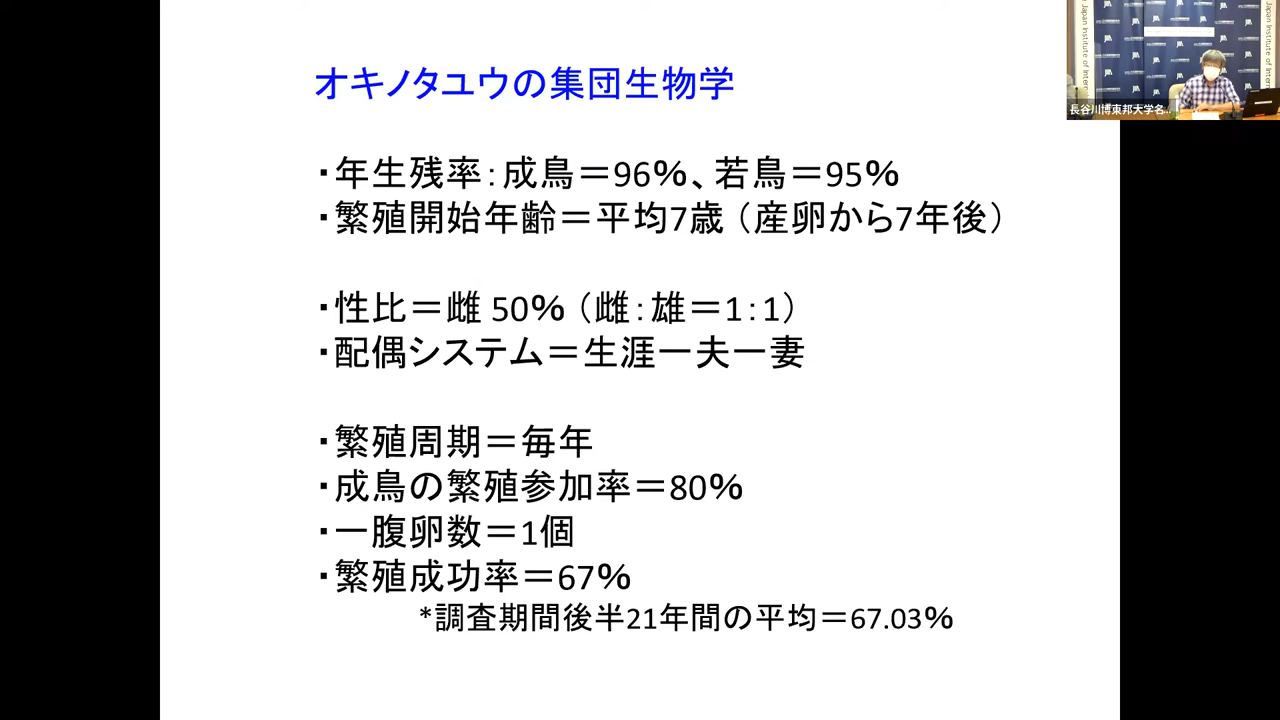 オキノタユウの集団生物学
・年生残率：成鳥＝96％、若鳥＝95％
・繁殖開始年齢＝平均7歳（産卵から7年後）
・性比＝雌 50％（雌：雄＝1：1）
・配偶システム＝生涯一夫一妻
・繁殖周期＝毎年
・成鳥の繁殖参加率＝80％
・一腹卵数＝1個
・繁殖成功率＝67％
*調査期間後半21年間の平均＝67.03％
Japan Institute of Intern
長谷川博東邦大学名...